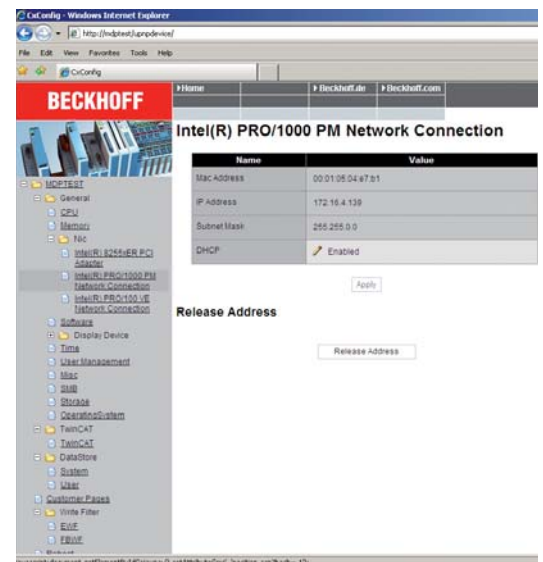 CxConfig - Windows Internet Explorer
http://mdptest/upnpdevice/
File Edit View Favorites Tools Help
CxConfig
BECKHOFF
Home
Beckhoff.de
Beckhoff.com
MDPTEST
General
CPU
Memory
Nic
Intel(R) 8255xER PCI
Adapter
Intel(R) PRO/1000 PM
Network Connection
Intel(R) PRO/100 VE
Network Connection
Software
Display Device
Time
User Management
Misc
SMB
Storage
OperatingSystem
TwinCAT
TwinCAT
DataStore
System
User
Customer Pages
Write Filter
EWF
FBWF
Reboot
Intel(R) PRO/1000 PM Network Connection
Name Value
Mac Address 00:01:05:04:e7:b1
IP Address 172.16.4.139
Subnet Mask 255.255.0.0
DHCP Enabled
Apply
Release Address
Release Address